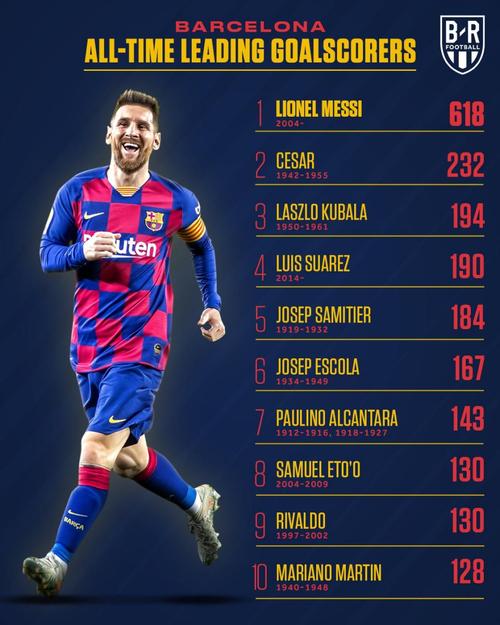 BARCELONA
ALL-TIME LEADING GOALSCORERS
B R
FOOTBALL
1 LIONEL MESSI 618
2004-
2 CESAR 232
1942-1955
3 LASZLO KUBALA 194
1950-1961
4 LUIS SUAREZ 190
2014-
5 JOSEP SAMITIER 184
1919-1932
6 JOSEP ESCOLA 167
1934-1949
7 PAULINO ALCANTARA 143
1912-1916, 1918-1927
8 SAMUEL ETO'O 130
2004-2009
9 RIVALDO 130
1997-2002
10 MARIANO MARTIN 128
1940-1948
BARÇA